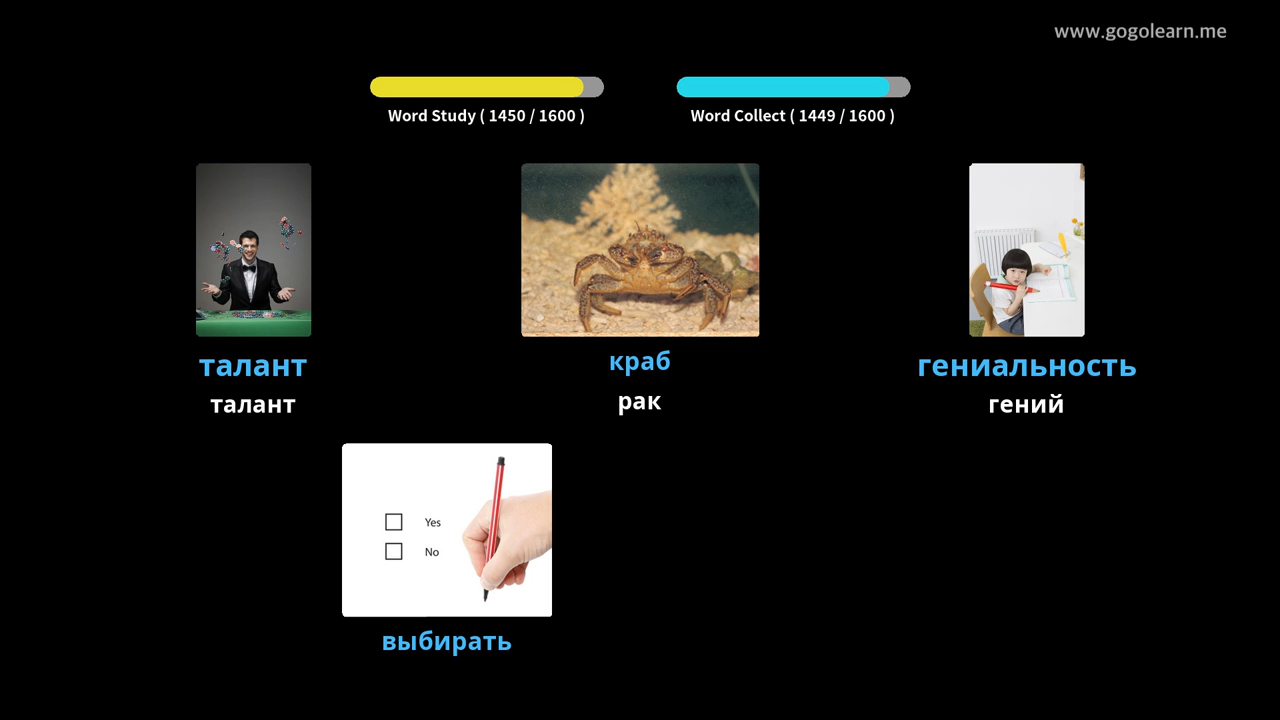 www.gogolearn.me
Word Study ( 1450 / 1600 )
Word Collect ( 1449 / 1600 )
талант
краб
гениальность
талант
рак
гений
Yes
No
выбирать